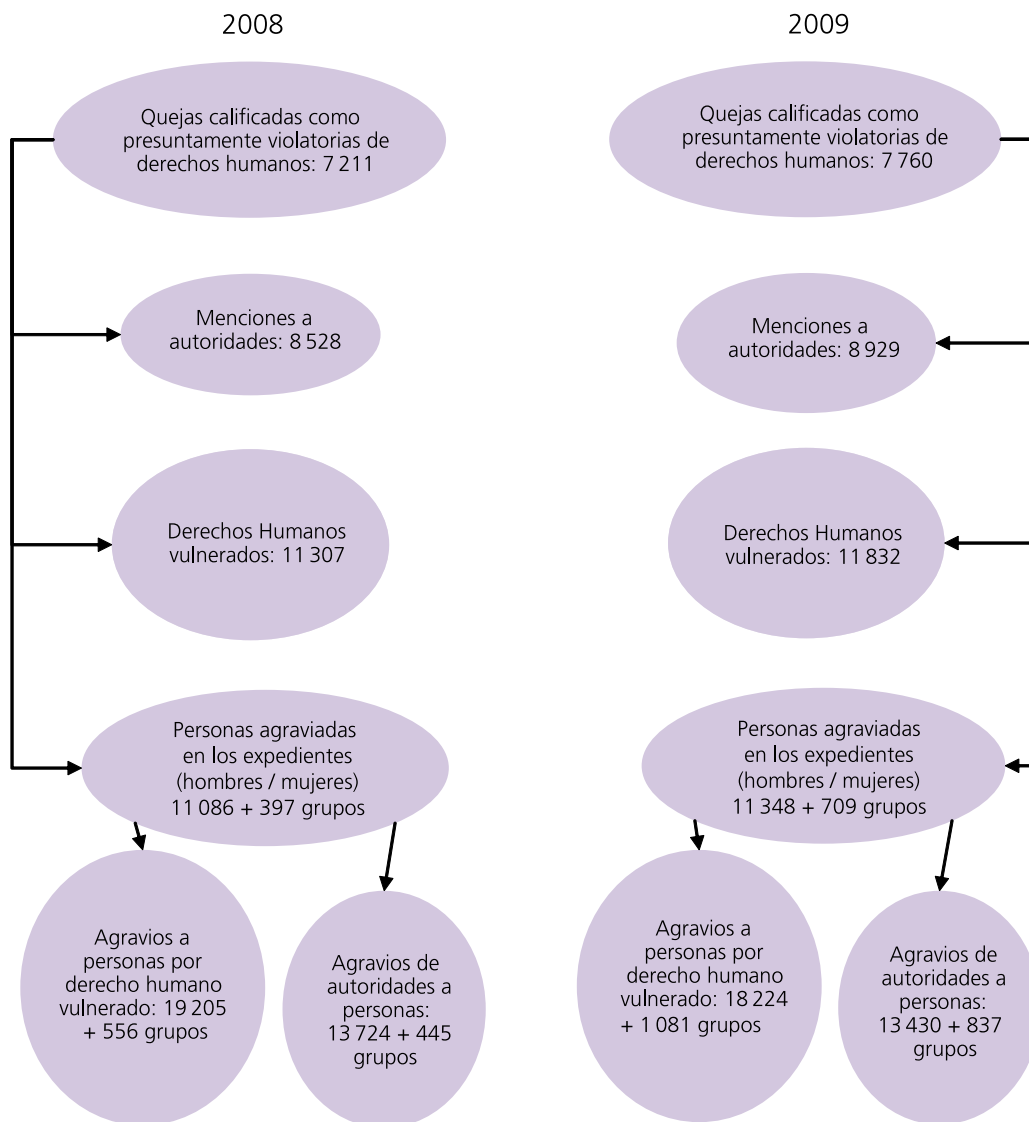 2008
Quejas calificadas como
presuntamente violatorias de
derechos humanos: 7 211
Menciones a
autoridades: 8 528
Derechos Humanos
vulnerados: 11 307
Personas agraviadas
en los expedientes
(hombres / mujeres)
11 086 + 397 grupos
Agravios a
personas por
derecho humano
vulnerado: 19 205
+ 556 grupos
Agravios de
autoridades a
personas:
13 724 + 445
grupos
2009
Quejas calificadas como
presuntamente violatorias de
derechos humanos: 7 760
Menciones a
autoridades: 8 929
Derechos Humanos
vulnerados: 11 832
Personas agraviadas
en los expedientes
(hombres / mujeres)
11 348 + 709 grupos
Agravios a
personas por
derecho humano
vulnerado: 18 224
+ 1 081 grupos
Agravios de
autoridades a
personas:
13 430 + 837
grupos